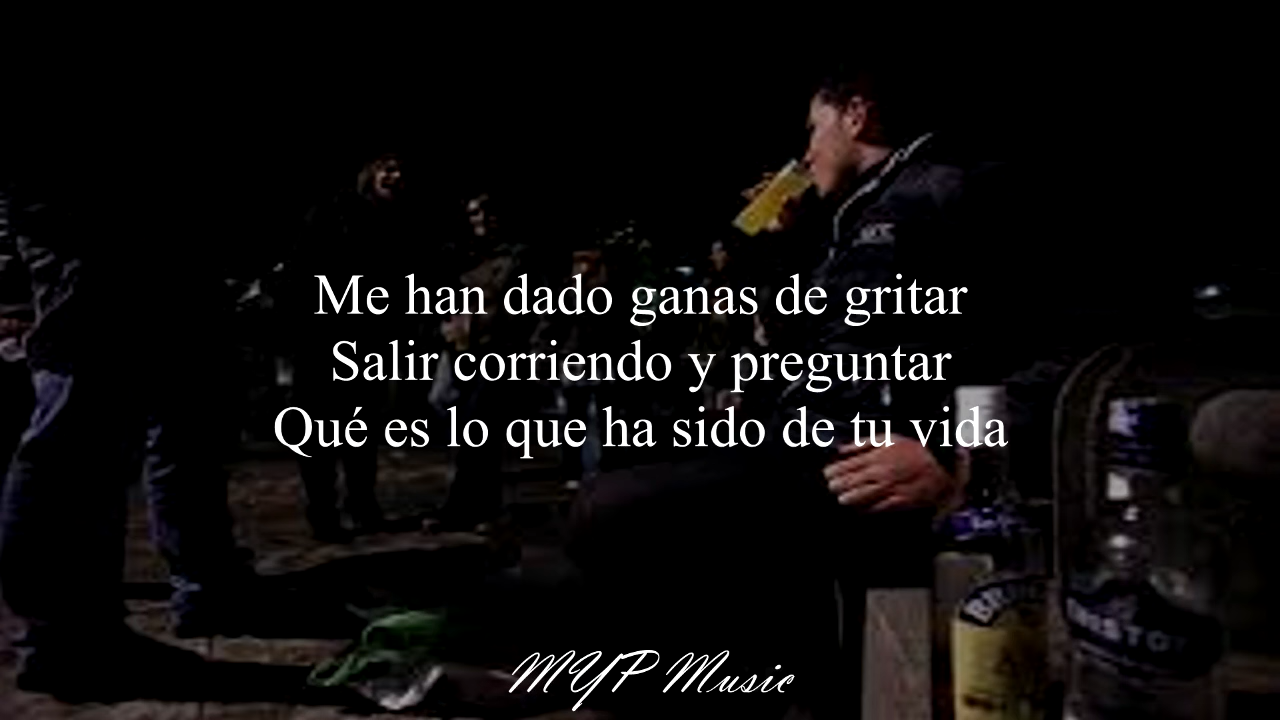 Me han dado ganas de gritar
Salir corriendo y preguntar
Qué es lo que ha sido de tu vida
MYP Music